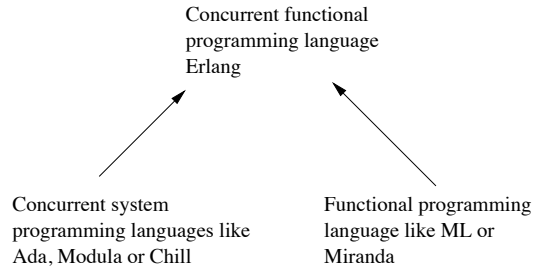 Concurrent functional
programming language
Erlang
Concurrent system
programming languages like
Ada, Modula or Chill
Functional programming
language like ML or
Miranda